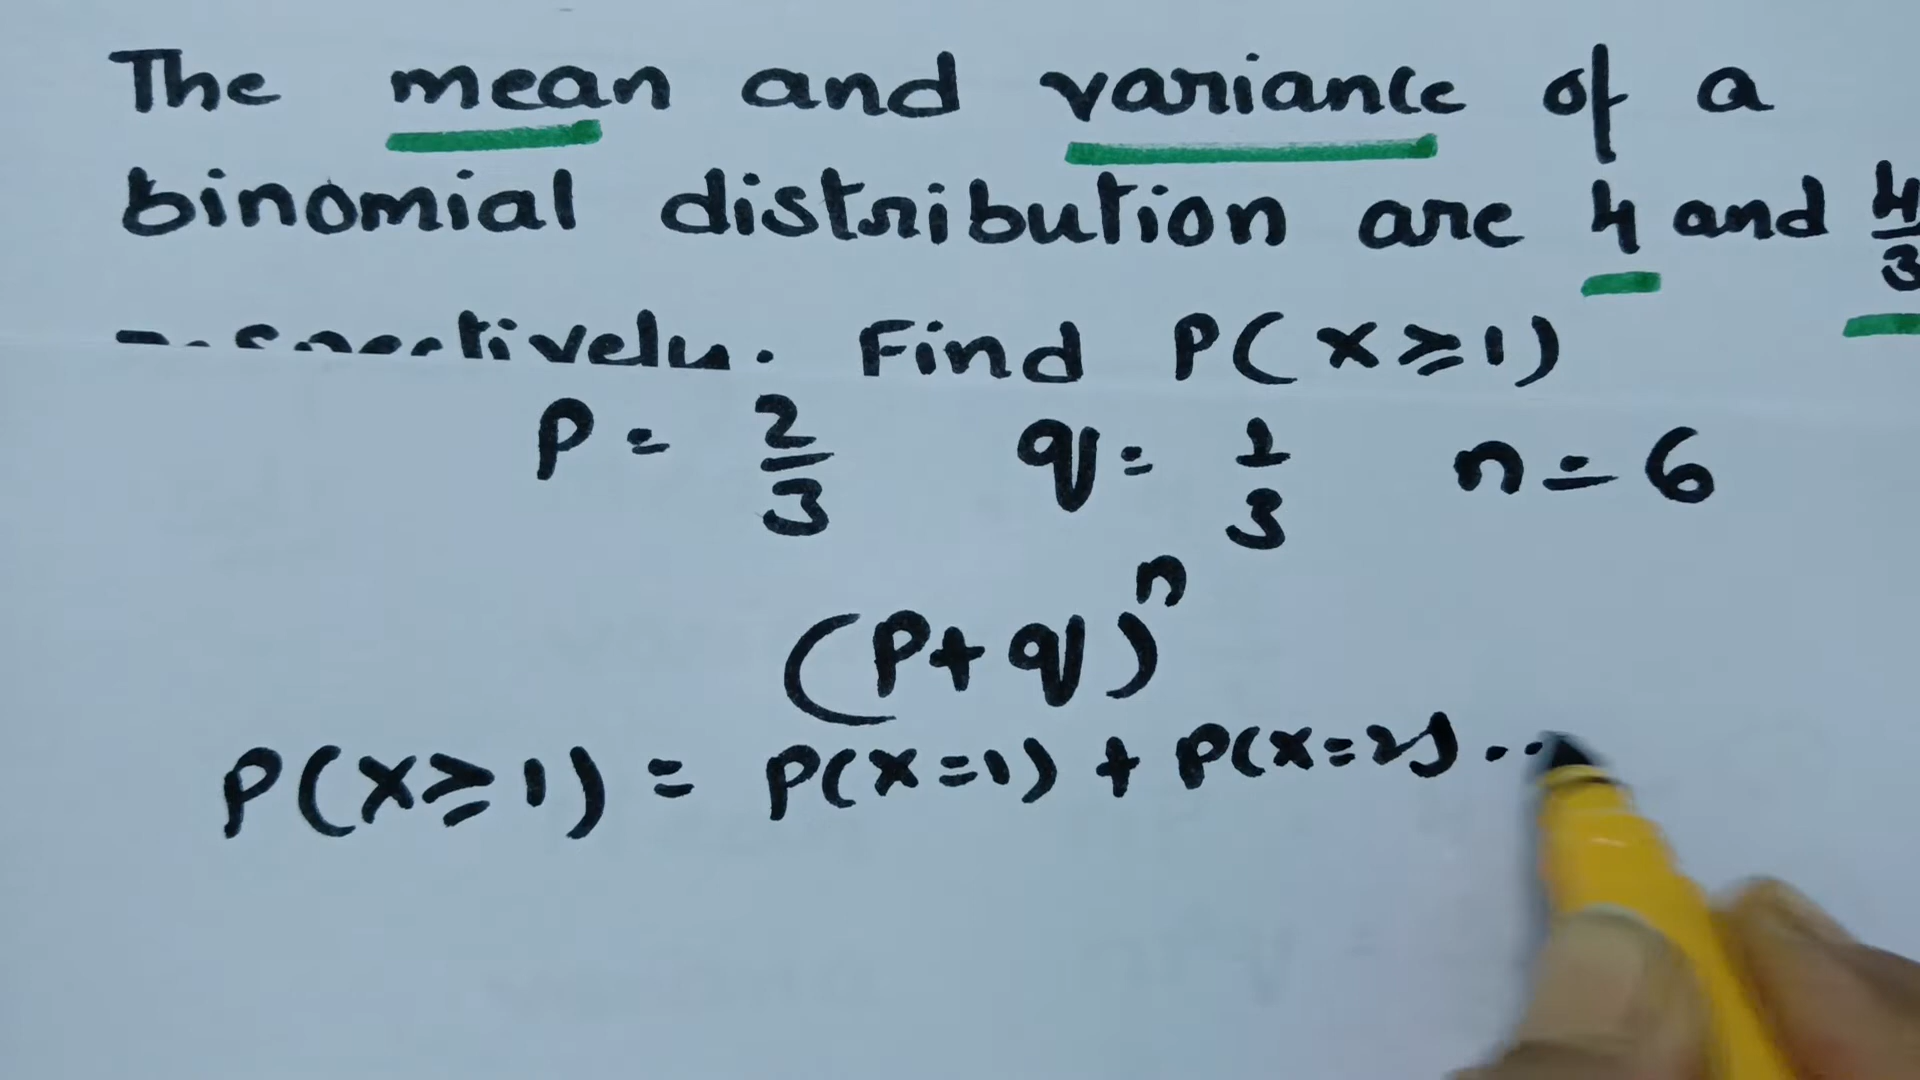 The mean and variance of a
binomial distribution are 4 and 4/3
Find P(X≥1)
P = 2/3 q = 1/3 n = 6
(P+q)^n
P(X≥1) = P(X=1) + P(X=2) ..